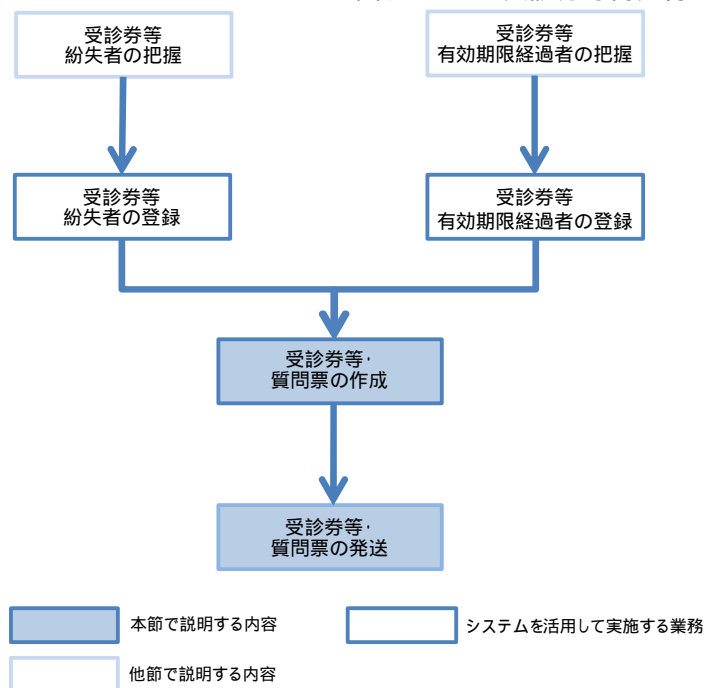 受診券等
紛失者の把握
受診券等
有効期限経過者の把握
受診券等
紛失者の登録
受診券等
有効期限経過者の登録
受診券等・
質問票の作成
受診券等・
質問票の発送
本節で説明する内容
システムを活用して実施する業務
他節で説明する内容